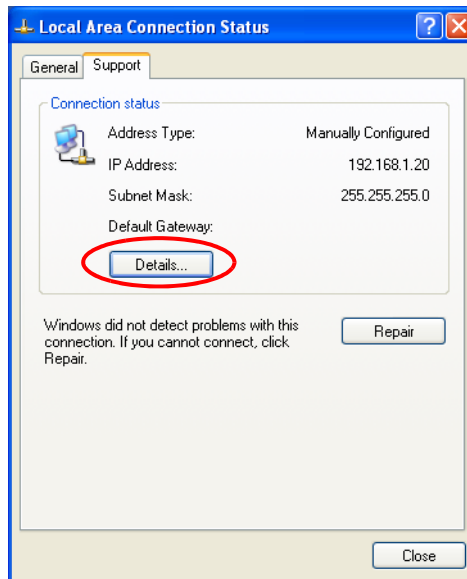 Local Area Connection Status
General Support
Connection status
Address Type: Manually Configured
IP Address: 192.168.1.20
Subnet Mask: 255.255.255.0
Default Gateway:
Details...
Windows did not detect problems with this
connection. If you cannot connect, click
Repair.
Repair
Close